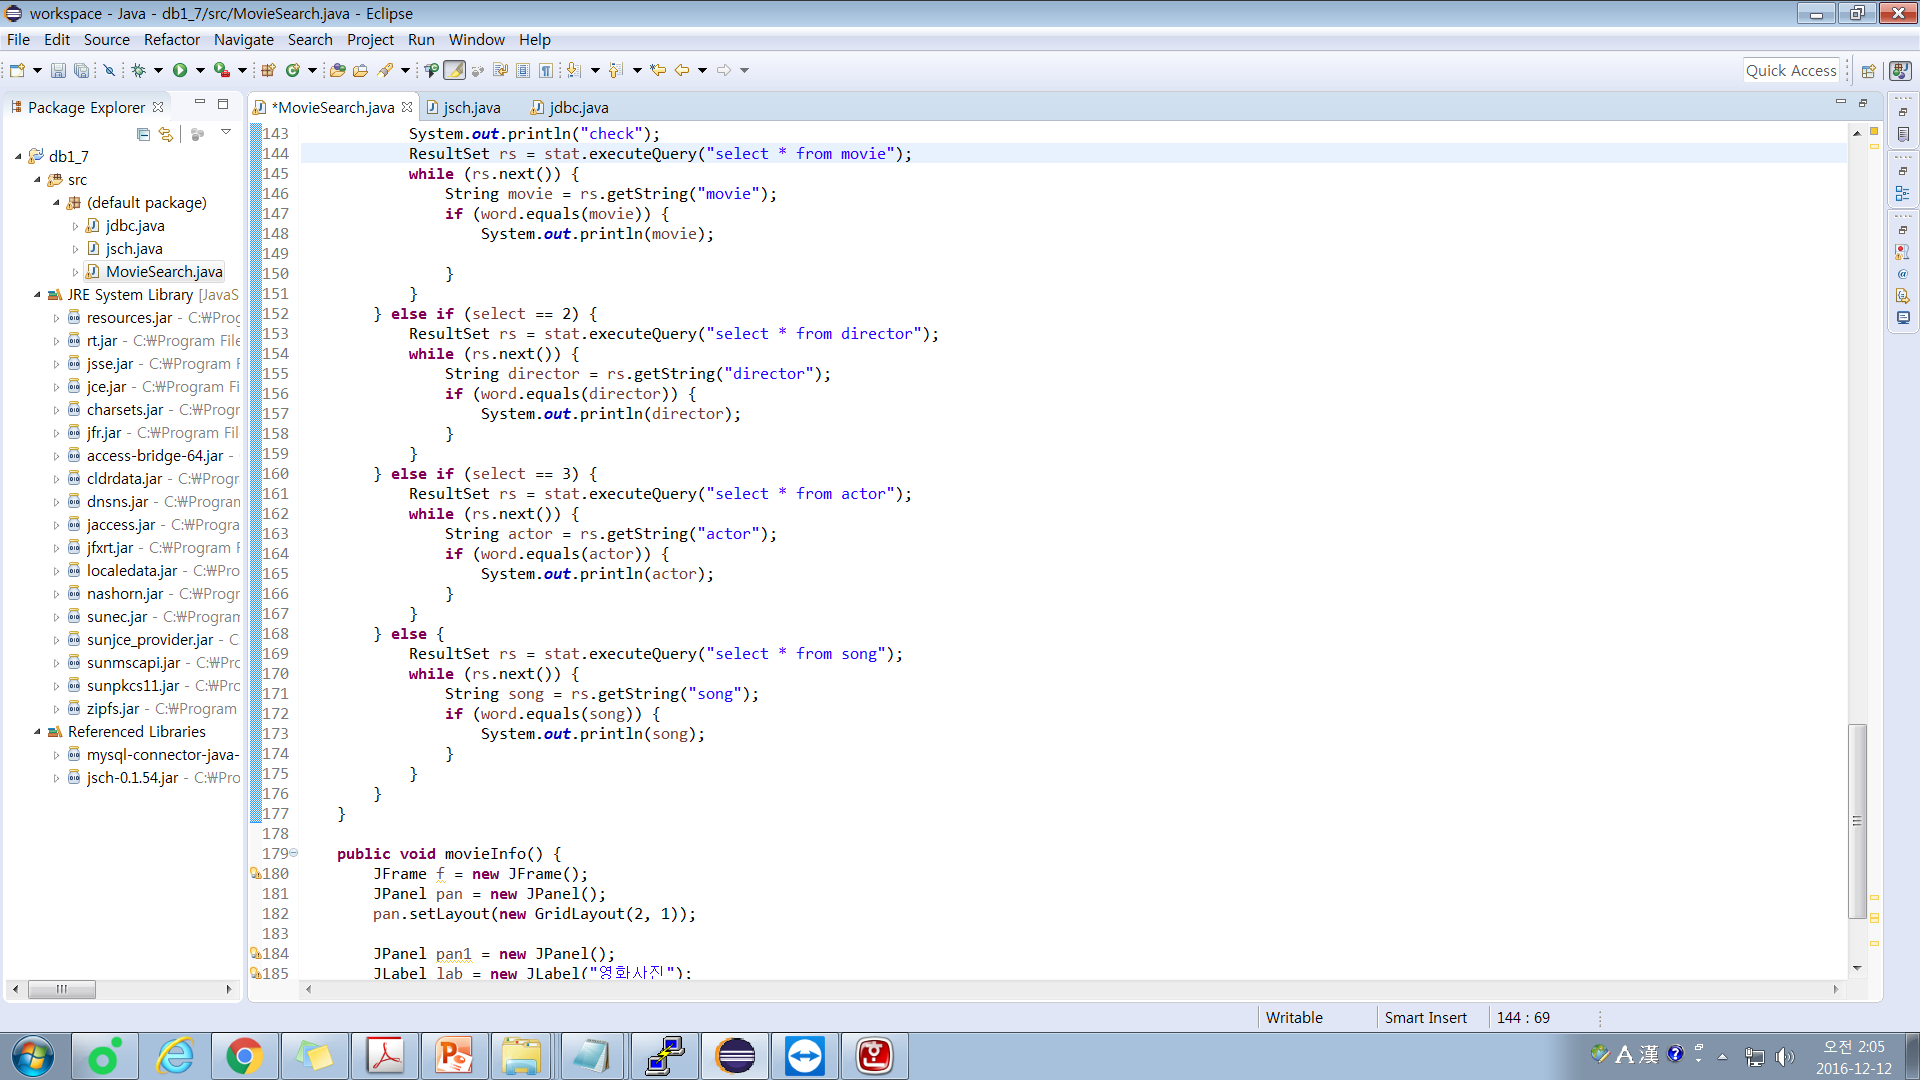 workspace - Java - db1_7/src/MovieSearch.java - Eclipse
File Edit Source Refactor Navigate Search Project Run Window Help
Quick Access
Package Explorer
*MovieSearch.java jsch.java jdbc.java
db1_7
src
(default package)
jdbc.java
jsch.java
MovieSearch.java
JRE System Library [JavaS
resources.jar - C:₩Prog
rt.jar - C:₩Program File
jsse.jar - C:₩Program F
jce.jar - C:₩Program Fi
charsets.jar - C:₩Progr
jfr.jar - C:₩Program Fil
access-bridge-64.jar -
cldrdata.jar - C:₩Progr
dnsns.jar - C:₩Program
jaccess.jar - C:₩Progra
jfxrt.jar - C:₩Program F
localedata.jar - C:₩Pro
nashorn.jar - C:₩Progr
sunec.jar - C:₩Program
sunjce_provider.jar - C
sunmscapi.jar - C:₩Prc
sunpkcs11.jar - C:₩Prc
zipfs.jar - C:₩Program
Referenced Libraries
mysql-connector-java-
jsch-0.1.54.jar - C:₩Pro
143 System.out.println("check");
144 ResultSet rs = stat.executeQuery("select * from movie");
145 while (rs.next()) {
146 String movie = rs.getString("movie");
147 if (word.equals(movie)) {
148 System.out.println(movie);
149
150 }
151 }
152 } else if (select == 2) {
153 ResultSet rs = stat.executeQuery("select * from director");
154 while (rs.next()) {
155 String director = rs.getString("director");
156 if (word.equals(director)) {
157 System.out.println(director);
158 }
159 }
160 } else if (select == 3) {
161 ResultSet rs = stat.executeQuery("select * from actor");
162 while (rs.next()) {
163 String actor = rs.getString("actor");
164 if (word.equals(actor)) {
165 System.out.println(actor);
166 }
167 }
168 } else {
169 ResultSet rs = stat.executeQuery("select * from song");
170 while (rs.next()) {
171 String song = rs.getString("song");
172 if (word.equals(song)) {
173 System.out.println(song);
174 }
175 }
176 }
177 }
178
179 public void movieInfo() {
180 JFrame f = new JFrame();
181 JPanel pan = new JPanel();
182 pan.setLayout(new GridLayout(2, 1));
183
184 JPanel pan1 = new JPanel();
185 JLabel lab = new JLabel("영화사진");
Writable Smart Insert 144 : 69
A 漢
오전 2:05
2016-12-12